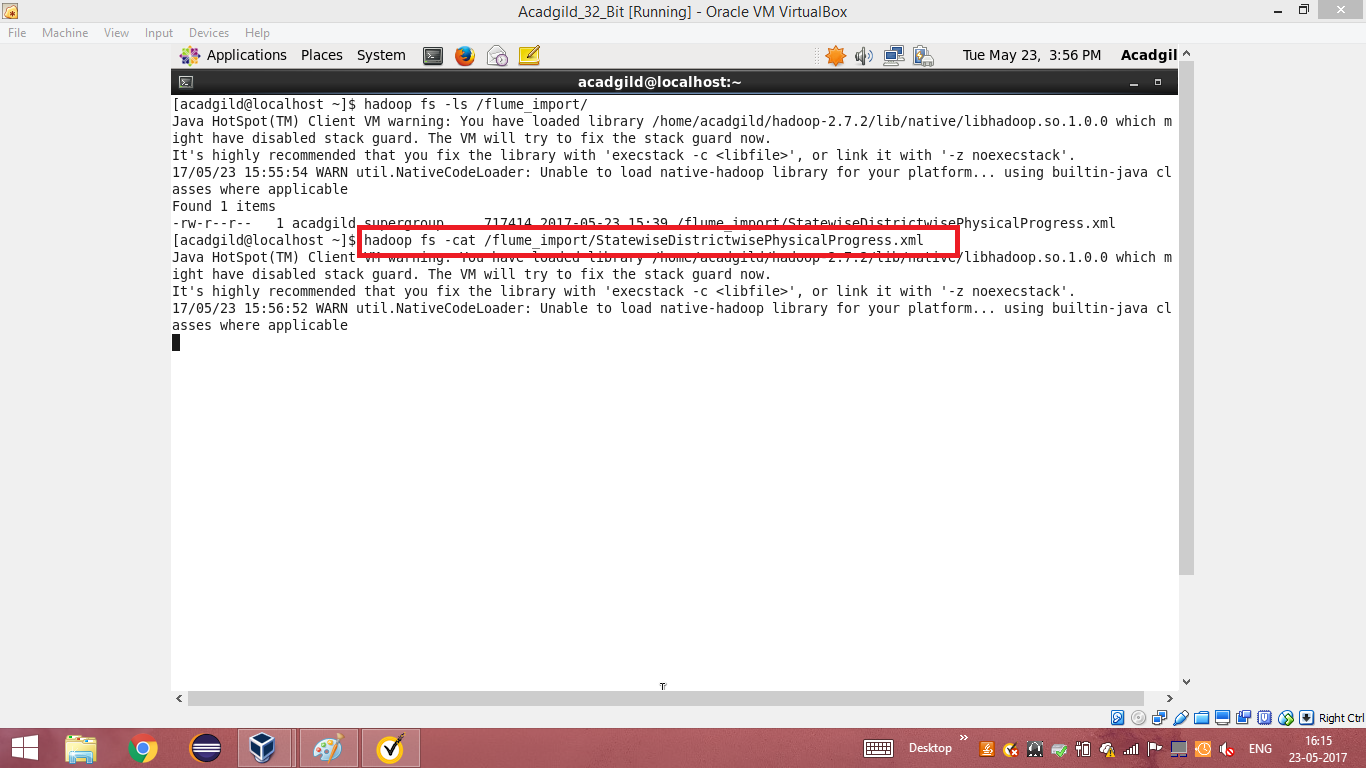 Acadgild_32_Bit [Running] - Oracle VM VirtualBox
File Machine View Input Devices Help
Applications Places System Tue May 23, 3:56 PM Acadgil
acadgild@localhost:~
[acadgild@localhost ~]$ hadoop fs -ls /flume_import/
Java HotSpot(TM) Client VM warning: You have loaded library /home/acadgild/hadoop-2.7.2/lib/native/libhadoop.so.1.0.0 which m
ight have disabled stack guard. The VM will try to fix the stack guard now.
It's highly recommended that you fix the library with 'execstack -c <libfile>', or link it with '-z noexecstack'.
17/05/23 15:55:54 WARN util.NativeCodeLoader: Unable to load native-hadoop library for your platform... using builtin-java cl
asses where applicable
Found 1 items
-rw-r--r--   1 acadgild supergroup     717414 2017-05-23 15:39 /flume_import/StatewiseDistrictwisePhysicalProgress.xml
[acadgild@localhost ~]$ hadoop fs -cat /flume_import/StatewiseDistrictwisePhysicalProgress.xml
Java HotSpot(TM) Client VM warning: You have loaded library /home/acadgild/hadoop-2.7.2/lib/native/libhadoop.so.1.0.0 which m
ight have disabled stack guard. The VM will try to fix the stack guard now.
It's highly recommended that you fix the library with 'execstack -c <libfile>', or link it with '-z noexecstack'.
17/05/23 15:56:52 WARN util.NativeCodeLoader: Unable to load native-hadoop library for your platform... using builtin-java cl
asses where applicable
Right Ctrl
Desktop ENG 16:15
23-05-2017